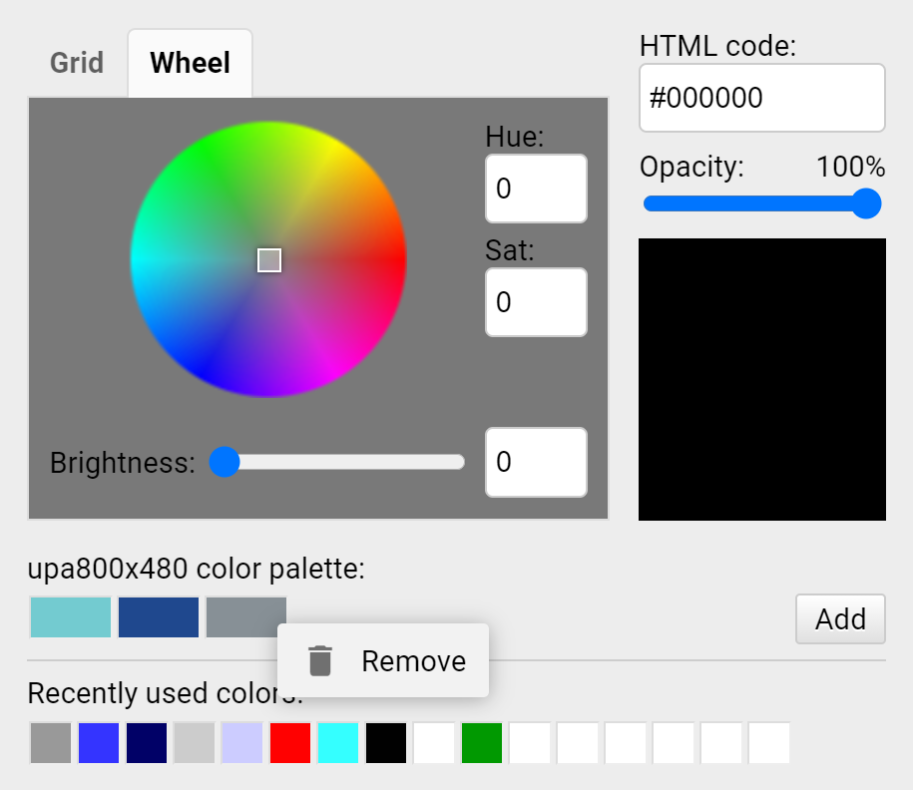 Grid
Wheel
HTML code:
#000000
Hue:
0
Opacity: 100%
Sat:
0
Brightness:
0
upa800x480 color palette:
Add
Remove
Recently used colors: